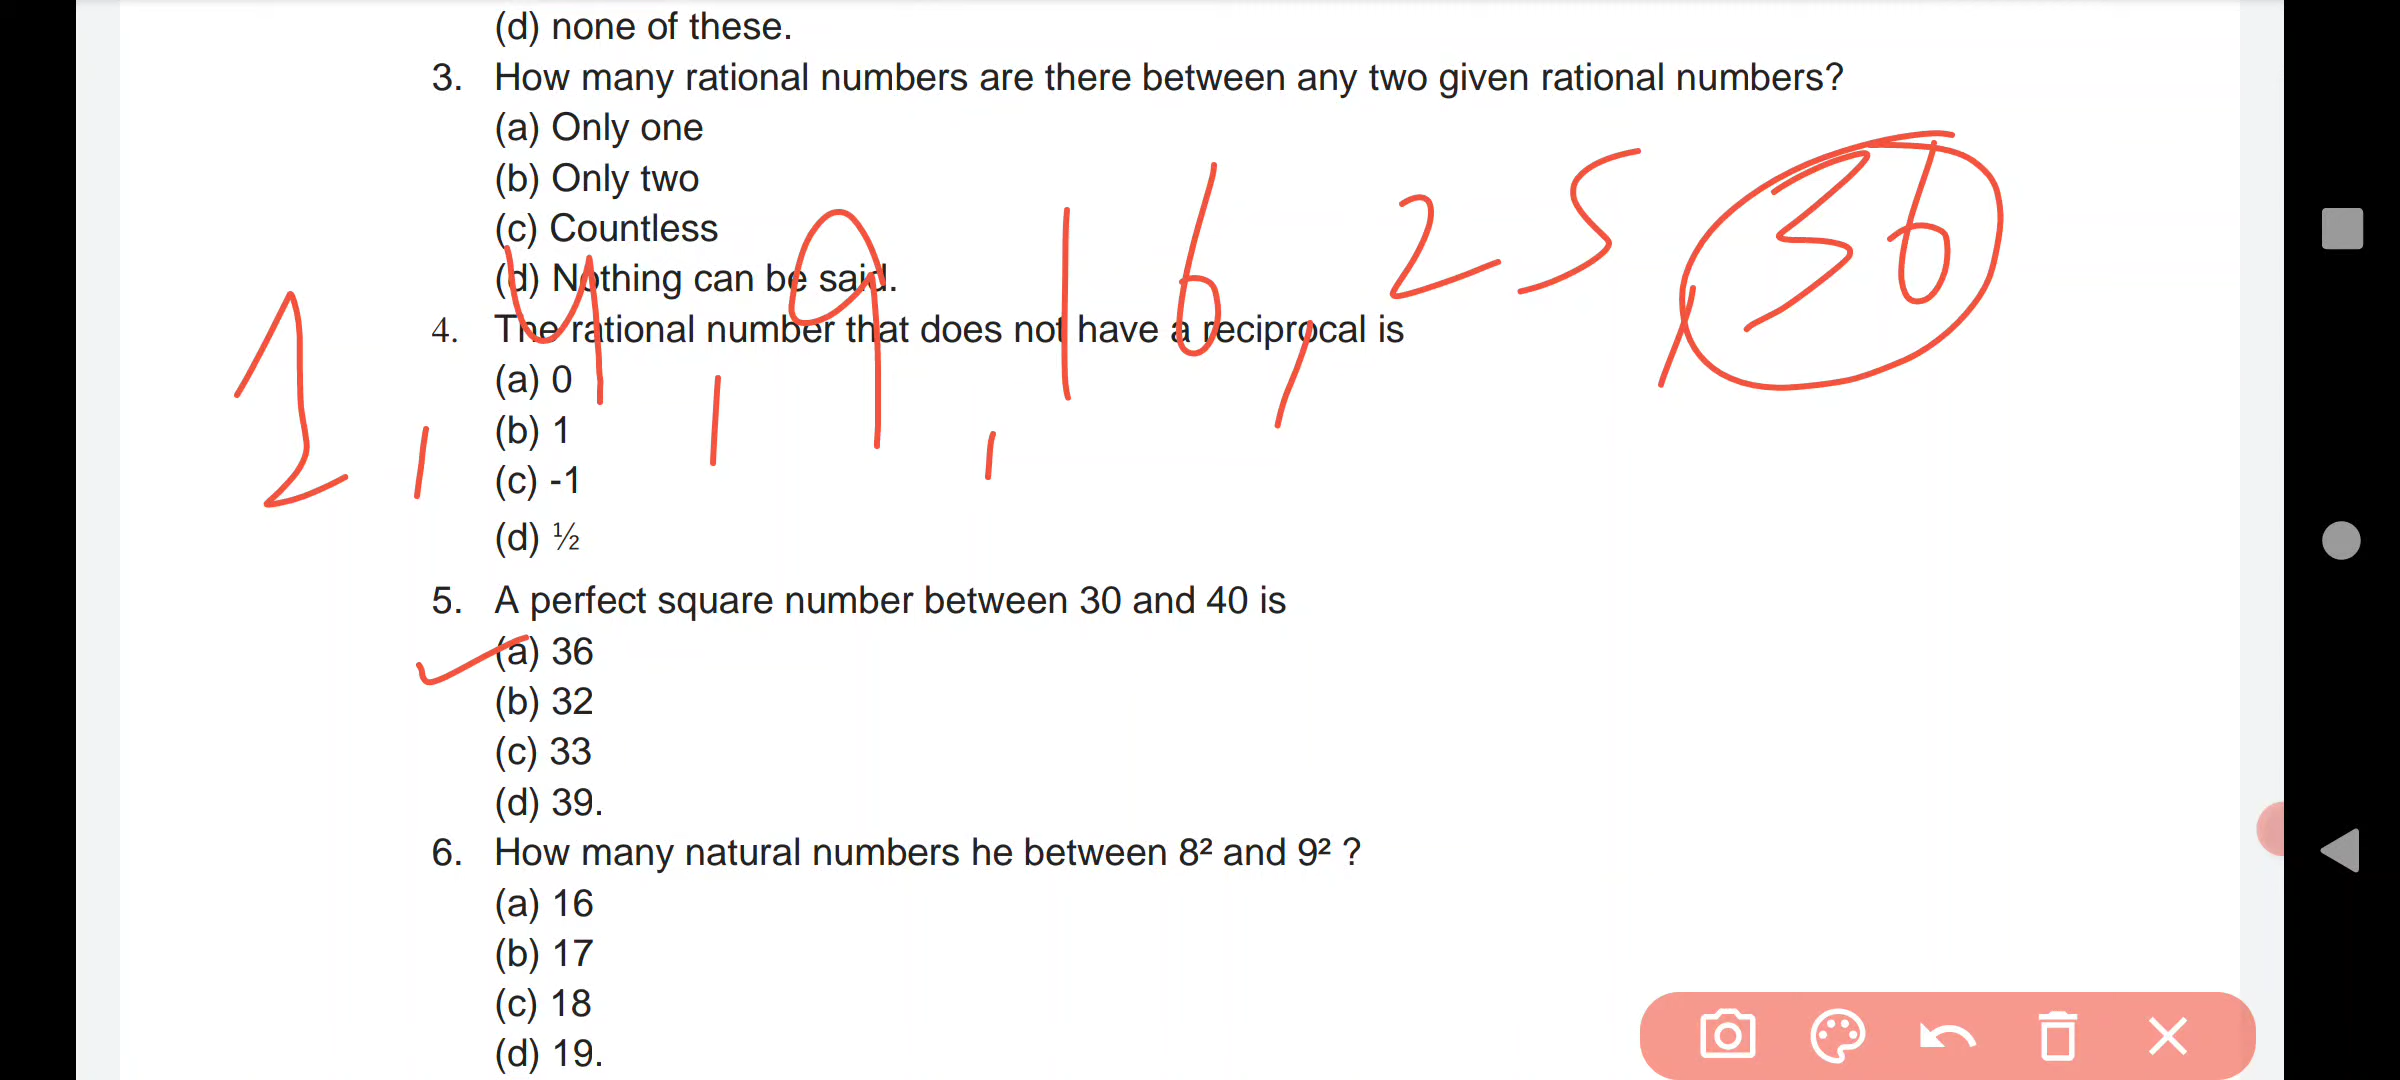 (d) none of these.
3. How many rational numbers are there between any two given rational numbers?
(a) Only one
(b) Only two
(c) Countless
(d) Nothing can be said.
1, 4, 9, 16, 25, 36
4. The rational number that does not have a reciprocal is
(a) 0
(b) 1
(c) -1
(d) ½
5. A perfect square number between 30 and 40 is
(a) 36
(b) 32
(c) 33
(d) 39.
6. How many natural numbers he between 8² and 9² ?
(a) 16
(b) 17
(c) 18
(d) 19.